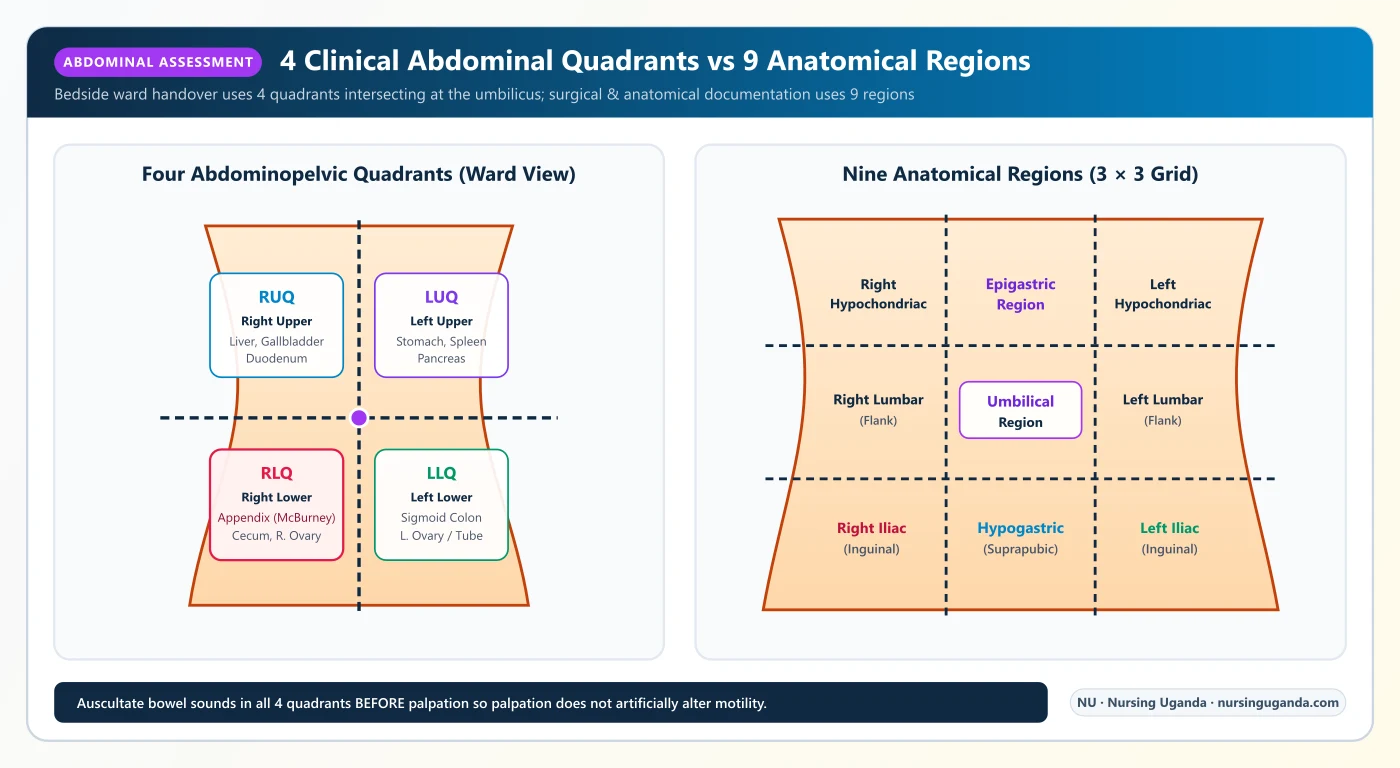 ABDOMINAL ASSESSMENT
4 Clinical Abdominal Quadrants vs 9 Anatomical Regions
Bedside ward handover uses 4 quadrants intersecting at the umbilicus; surgical & anatomical documentation uses 9 regions
Four Abdominopelvic Quadrants (Ward View)
RUQ
Right Upper
Liver, Gallbladder
Duodenum
LUQ
Left Upper
Stomach, Spleen
Pancreas
RLQ
Right Lower
Appendix (McBurney)
Cecum, R. Ovary
LLQ
Left Lower
Sigmoid Colon
L. Ovary / Tube
Nine Anatomical Regions (3 × 3 Grid)
Right
Hypochondriac
Epigastric
Region
Left
Hypochondriac
Right Lumbar
(Flank)
Umbilical
Region
Left Lumbar
(Flank)
Right Iliac
(Inguinal)
Hypogastric
(Suprapubic)
Left Iliac
(Inguinal)
Auscultate bowel sounds in all 4 quadrants BEFORE palpation so palpation does not artificially alter motility.
NU · Nursing Uganda · nursinguganda.com